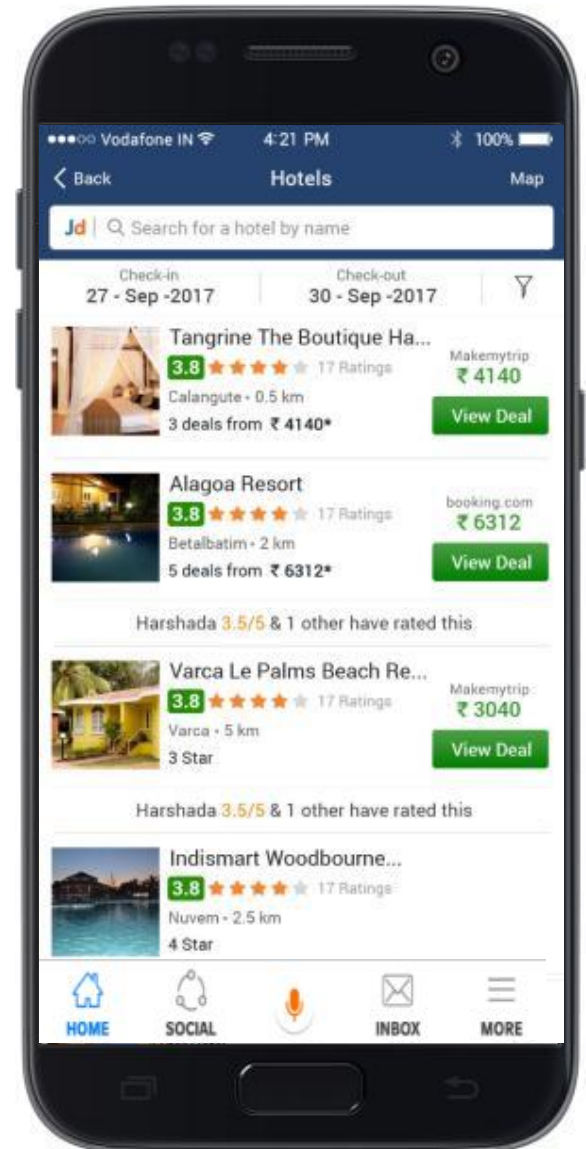 Vodafone IN 4:21 PM 100%
Back Hotels Map
Jd | Search for a hotel by name
Check-in Check-out
27 - Sep -2017 30 - Sep -2017
Tangrine The Boutique Ha...
Makemytrip
3.8 17 Ratings
₹ 4140
Calangute • 0.5 km
View Deal
3 deals from ₹ 4140*
Alagoa Resort
booking.com
3.8 17 Ratings
₹ 6312
Betalbatim • 2 km
View Deal
5 deals from ₹ 6312*
Harshada 3.5/5 & 1 other have rated this
Varca Le Palms Beach Re...
Makemytrip
3.8 17 Ratings
₹ 3040
Varca • 5 km
View Deal
3 Star
Harshada 3.5/5 & 1 other have rated this
Indismart Woodbourne...
3.8 17 Ratings
Nuvem • 2.5 km
4 Star
HOME SOCIAL INBOX MORE